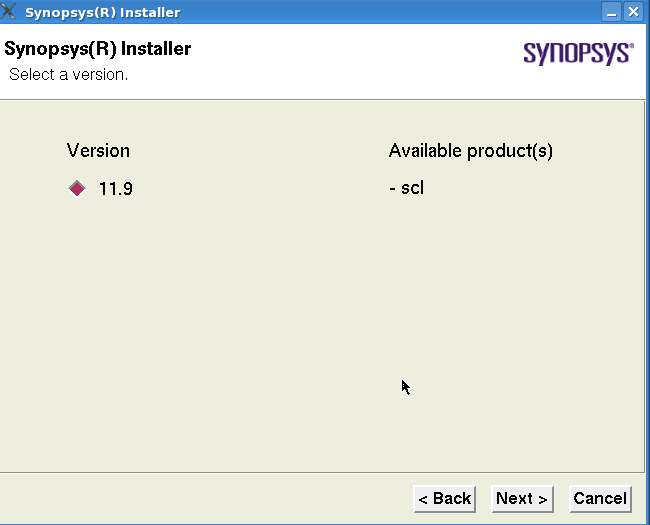 Synopsys(R) Installer
Synopsys(R) Installer
SYNOPSYS®
Select a version.
Version
Available product(s)
11.9
- scl
< Back
Next >
Cancel